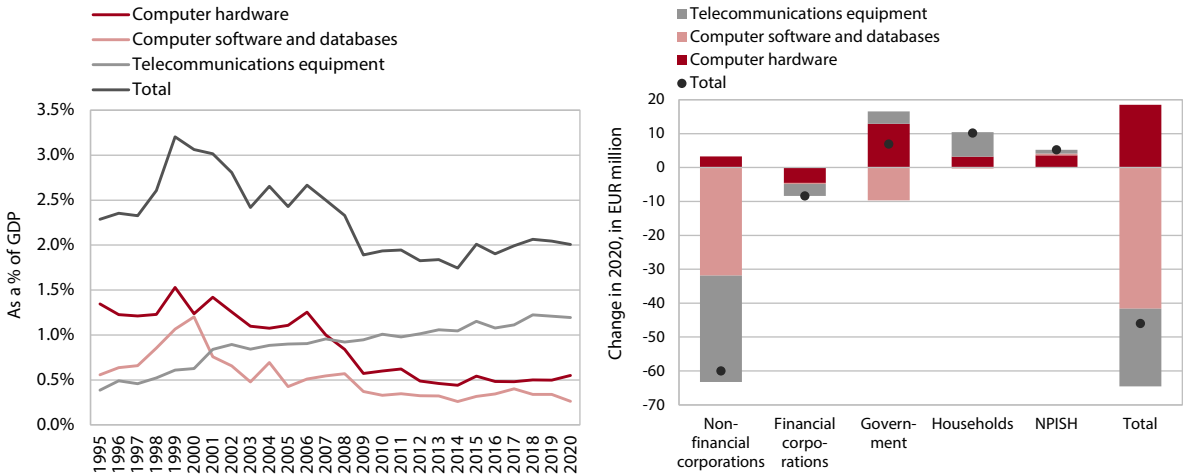 Computer hardware
Computer software and databases
Telecommunications equipment
Total
As a % of GDP
3.5%
3.0%
2.5%
2.0%
1.5%
1.0%
0.5%
0.0%
1995
1996
1997
1998
1999
2000
2001
2002
2003
2004
2005
2006
2007
2008
2009
2010
2011
2012
2013
2014
2015
2016
2017
2018
2019
2020
Telecommunications equipment
Computer software and databases
Computer hardware
Total
Change in 2020, in EUR million
20
10
0
-10
-20
-30
-40
-50
-60
-70
Non-
financial
corporations
Financial
corpo-
rations
Govern-
ment
Households
NPISH
Total